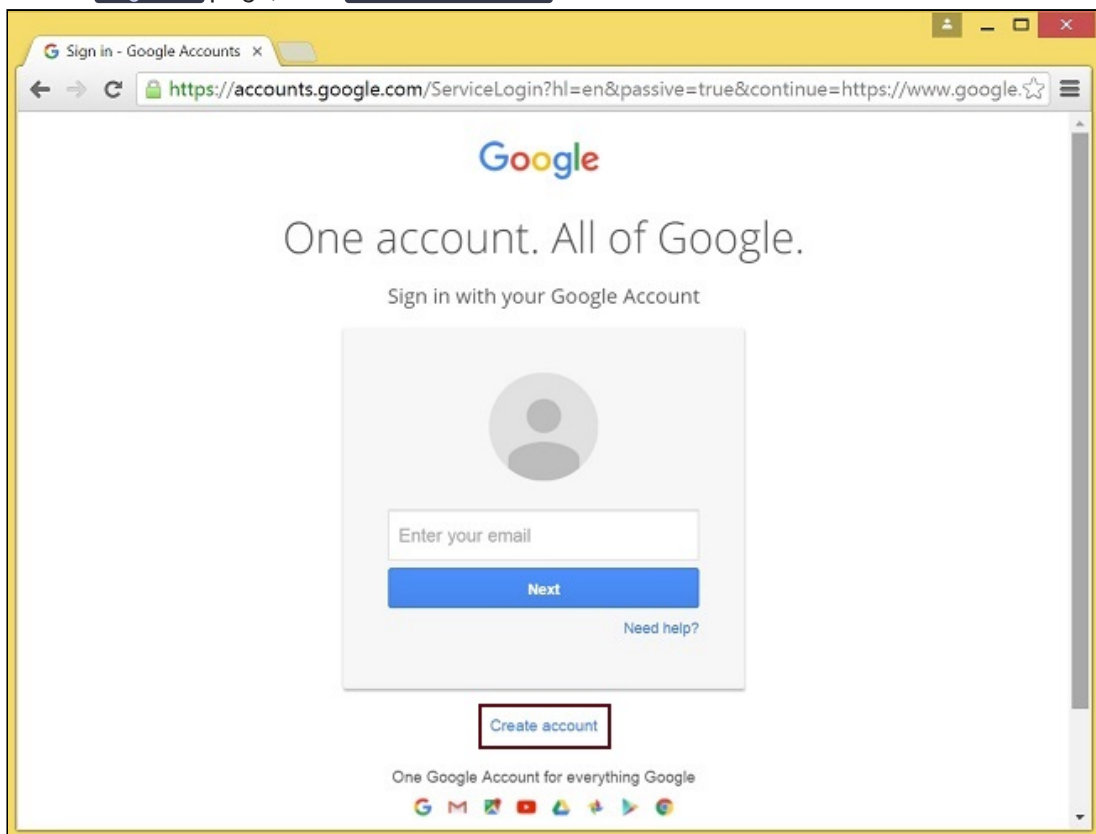 Sign in - Google Accounts
https://accounts.google.com/ServiceLogin?hl=en&passive=true&continue=https://www.google.
Google
One account. All of Google.
Sign in with your Google Account
Enter your email
Next
Need help?
Create account
One Google Account for everything Google